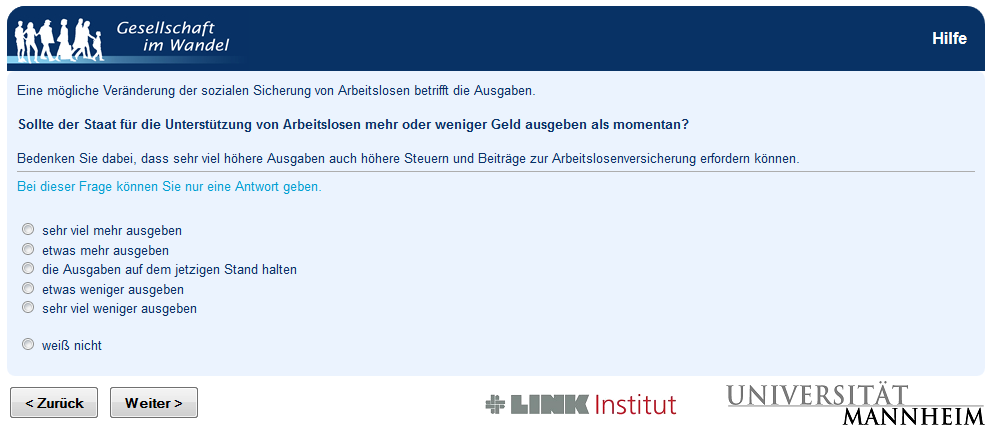 Gesellschaft
im Wandel
Hilfe
Eine mögliche Veränderung der sozialen Sicherung von Arbeitslosen betrifft die Ausgaben.
Sollte der Staat für die Unterstützung von Arbeitslosen mehr oder weniger Geld ausgeben als momentan?
Bedenken Sie dabei, dass sehr viel höhere Ausgaben auch höhere Steuern und Beiträge zur Arbeitslosenversicherung erfordern können.
Bei dieser Frage können Sie nur eine Antwort geben.
sehr viel mehr ausgeben
etwas mehr ausgeben
die Ausgaben auf dem jetzigen Stand halten
etwas weniger ausgeben
sehr viel weniger ausgeben
weiß nicht
< Zurück
Weiter >
LINK Institut
UNIVERSITÄT
MANNHEIM